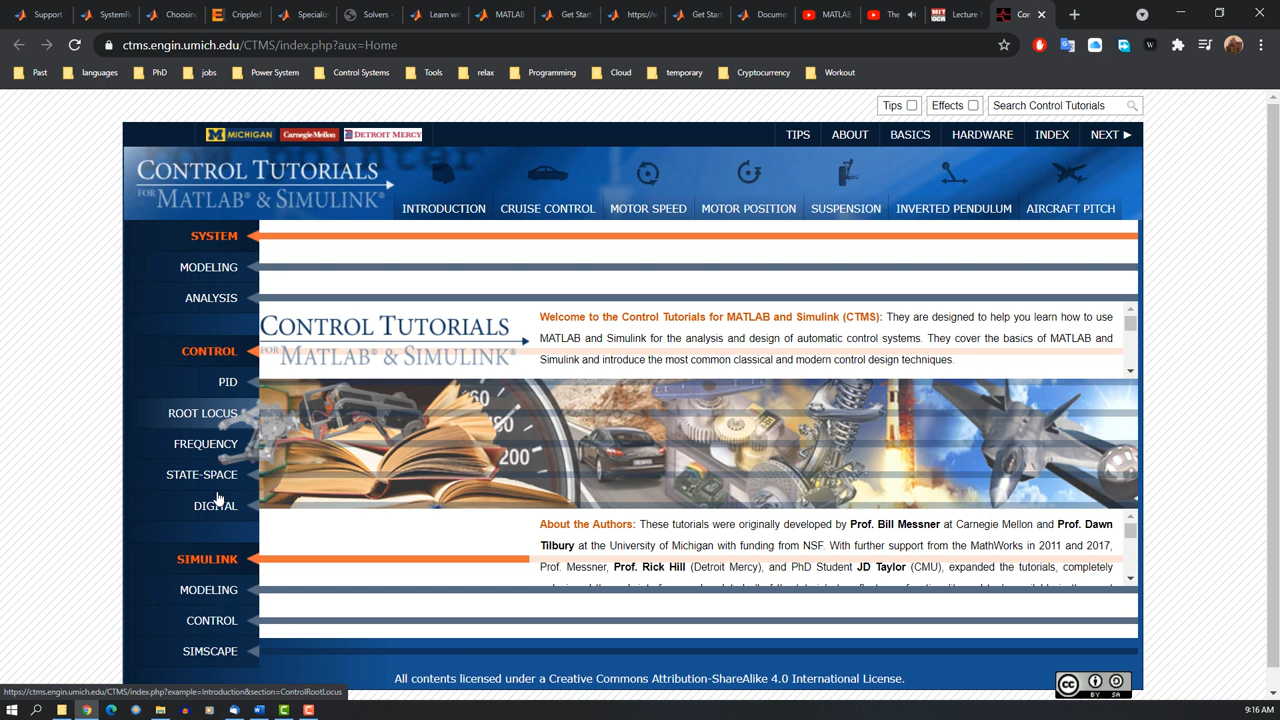 Support
SystemR
Choosing
Crippled
Specializ
Solvers -
Learn wi
MATLAB
Get Start
https://v
Get Start
Docume
MATLAB
The
Lecture
Con
ctms.engin.umich.edu/CTMS/index.php?aux=Home
Past
languages
PhD
jobs
Power System
Control Systems
Tools
relax
Programming
Cloud
temporary
Cryptocurrency
Workout
Tips
Effects
Search Control Tutorials
MICHIGAN
Carnegie Mellon
DETROIT MERCY
TIPS
ABOUT
BASICS
HARDWARE
INDEX
NEXT ►
CONTROL TUTORIALS
FOR MATLAB® & SIMULINK®
INTRODUCTION
CRUISE CONTROL
MOTOR SPEED
MOTOR POSITION
SUSPENSION
INVERTED PENDULUM
AIRCRAFT PITCH
SYSTEM
MODELING
ANALYSIS
CONTROL
PID
ROOT LOCUS
FREQUENCY
STATE-SPACE
DIGITAL
SIMULINK
MODELING
CONTROL
SIMSCAPE
CONTROL TUTORIALS
FOR MATLAB® & SIMULINK®
Welcome to the Control Tutorials for MATLAB and Simulink (CTMS): They are designed to help you learn how to use
MATLAB and Simulink for the analysis and design of automatic control systems. They cover the basics of MATLAB and
Simulink and introduce the most common classical and modern control design techniques.
60
200
About the Authors: These tutorials were originally developed by Prof. Bill Messner at Carnegie Mellon and Prof. Dawn
Tilbury at the University of Michigan with funding from NSF. With further support from the MathWorks in 2011 and 2017,
Prof. Messner, Prof. Rick Hill (Detroit Mercy), and PhD Student JD Taylor (CMU), expanded the tutorials, completely
All contents licensed under a Creative Commons Attribution-ShareAlike 4.0 International License.
cc
BY SA
https://ctms.engin.umich.edu/CTMS/index.php?example=Introduction&section=ControlRootLocus
9:16 AM